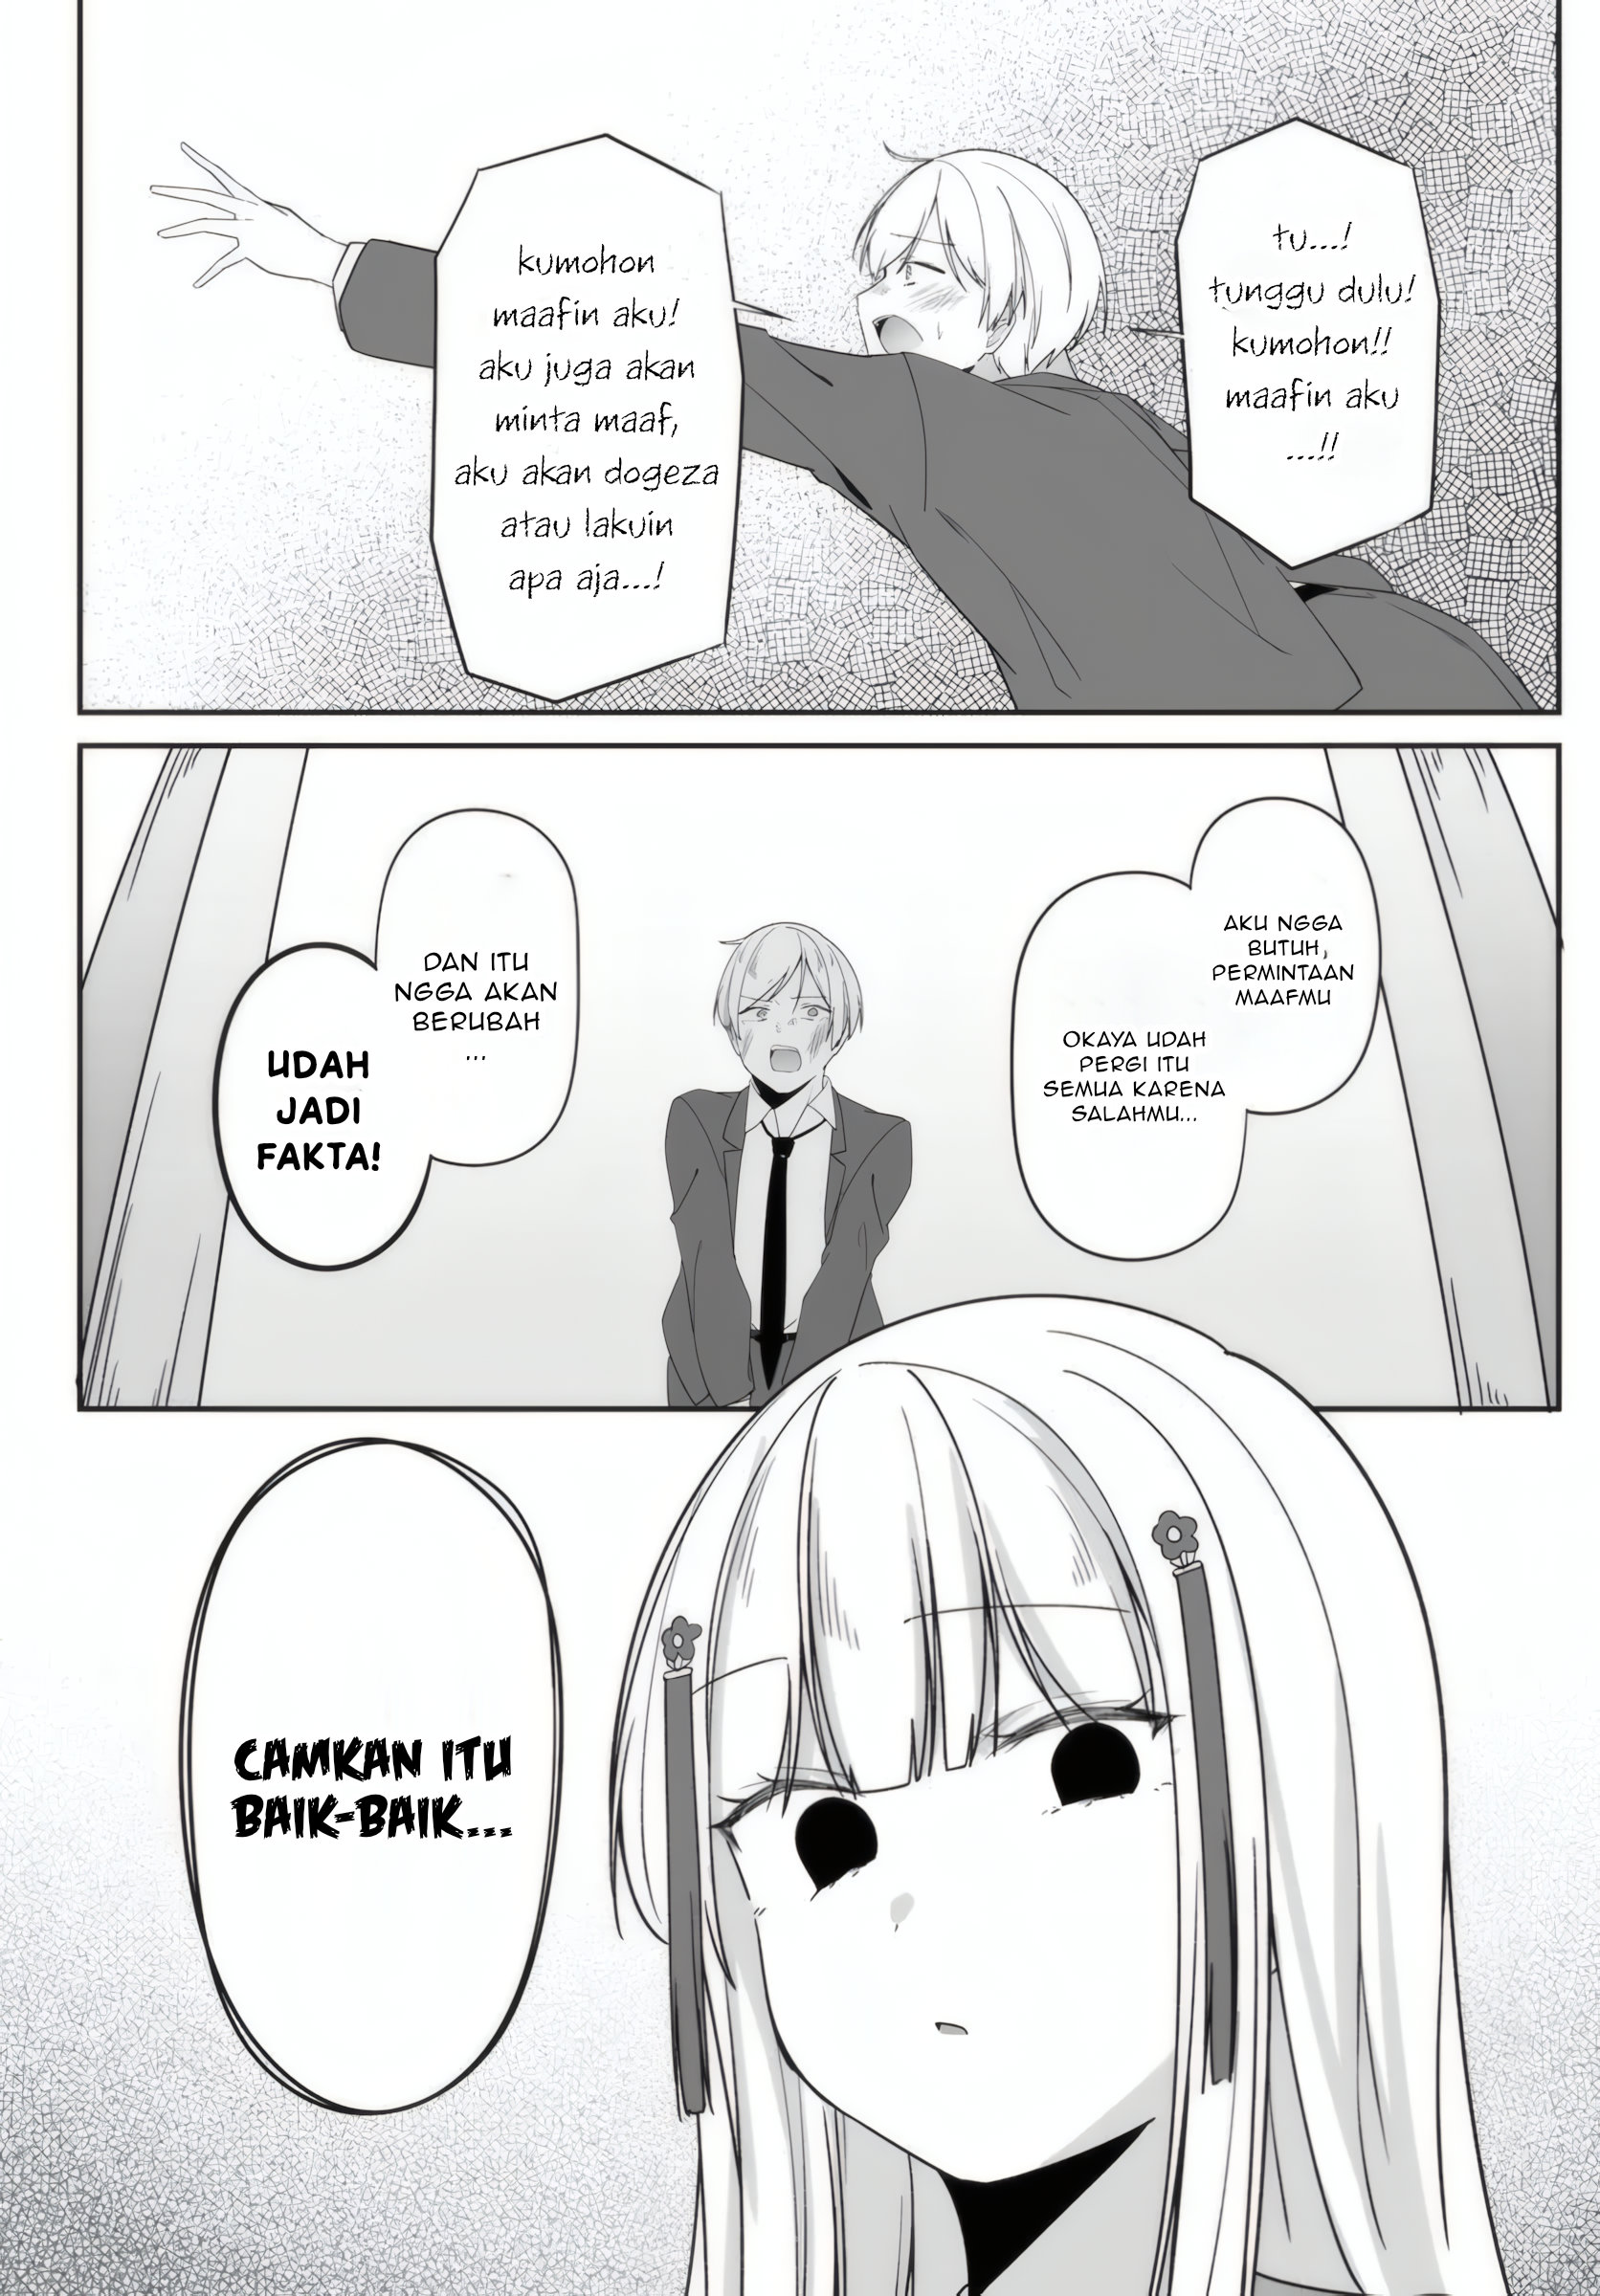 tu...!
tunggu dulu!
kumohon!!
maafin aku
...!!
kumohon
maafin aku!
aku juga akan
minta maaf,
aku akan dogeza
atau lakuin
apa aja...!
AKU NGGA
BUTUH,
PERMINTAAN
MAAFMU
OKAYA UDAH
PERGI ITU
SEMUA KARENA
SALAHMU...
DAN ITU
NGGA AKAN
BERUBAH
...
UDAH
JADI
FAKTA!
CAMKAN ITU
BAIK-BAIK...